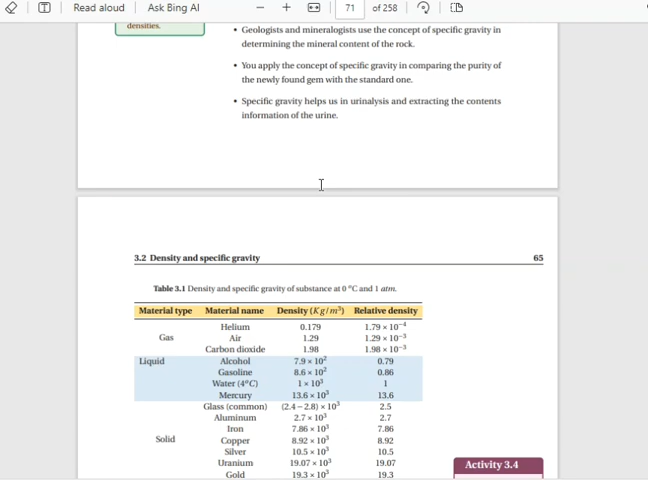 Read aloud Ask Bing AI − + 71 of 258
densities.
• Geologists and mineralogists use the concept of specific gravity in
determining the mineral content of the rock.
• You apply the concept of specific gravity in comparing the purity of
the newly found gem with the standard one.
• Specific gravity helps us in urinalysis and extracting the contents
information of the urine.
3.2 Density and specific gravity 65
Table 3.1 Density and specific gravity of substance at 0 °C and 1 atm.
Material type Material name Density (Kg/m³) Relative density
Helium 0.179 1.79 × 10⁻⁴
Gas Air 1.29 1.29 × 10⁻³
Carbon dioxide 1.98 1.98 × 10⁻³
Liquid Alcohol 7.9 × 10² 0.79
Gasoline 8.6 × 10² 0.86
Water (4°C) 1 × 10³ 1
Mercury 13.6 × 10³ 13.6
Glass (common) (2.4 − 2.8) × 10³ 2.5
Aluminum 2.7 × 10³ 2.7
Iron 7.86 × 10³ 7.86
Solid Copper 8.92 × 10³ 8.92
Silver 10.5 × 10³ 10.5
Uranium 19.07 × 10³ 19.07
Gold 19.3 × 10³ 19.3
Activity 3.4